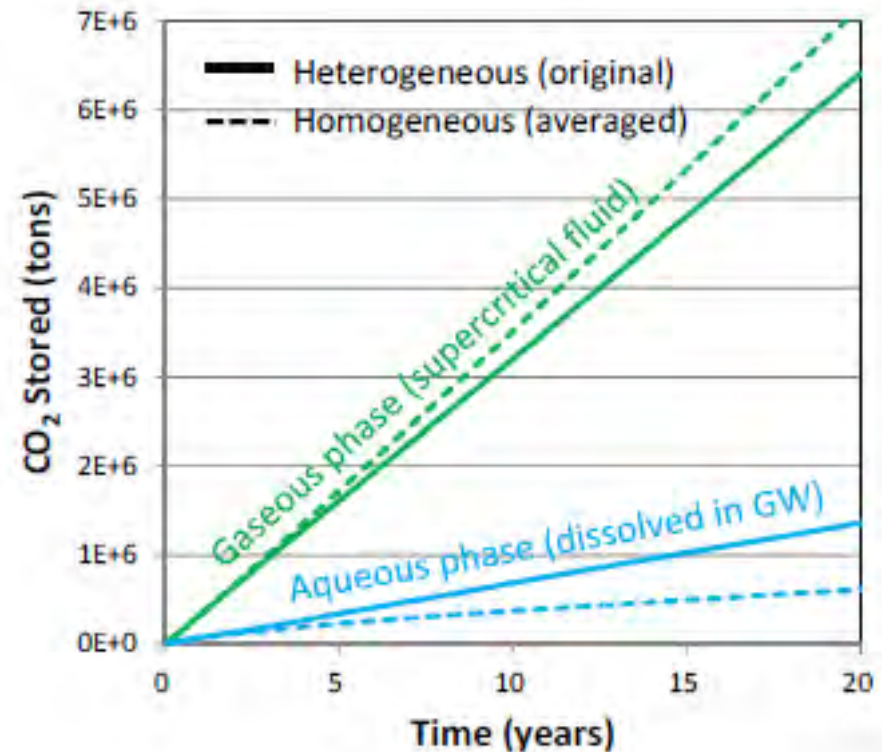 7E+6
6E+6
5E+6
4E+6
3E+6
2E+6
1E+6
0E+0
CO₂ Stored (tons)
Heterogeneous (original)
Homogeneous (averaged)
Gaseous phase (supercritical fluid)
Aqueous phase (dissolved in GW)
0 5 10 15 20
Time (years)